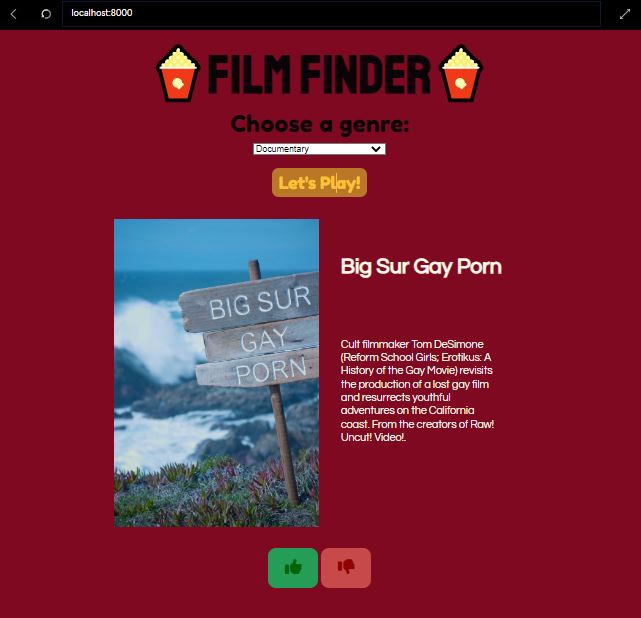 localhost:8000
FILM FINDER
Choose a genre:
Documentary
Let's Play!
BIG SUR
GAY
PORN
Big Sur Gay Porn
Cult filmmaker Tom DeSimone
(Reform School Girls; Erotikus: A
History of the Gay Movie) revisits
the production of a lost gay film
and resurrects youthful
adventures on the California
coast. From the creators of Raw!
Uncut! Video!.